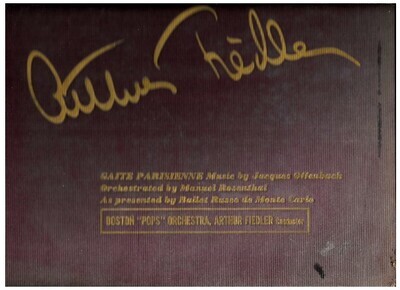 Arthur Fiedler
GAITE PARISIENNE Music by Jacques Offenbach
Orchestrated by Manuel Rosenthal
As presented by Ballet Russe de Monte Carlo
BOSTON "POPS" ORCHESTRA, ARTHUR FIEDLER Conductor